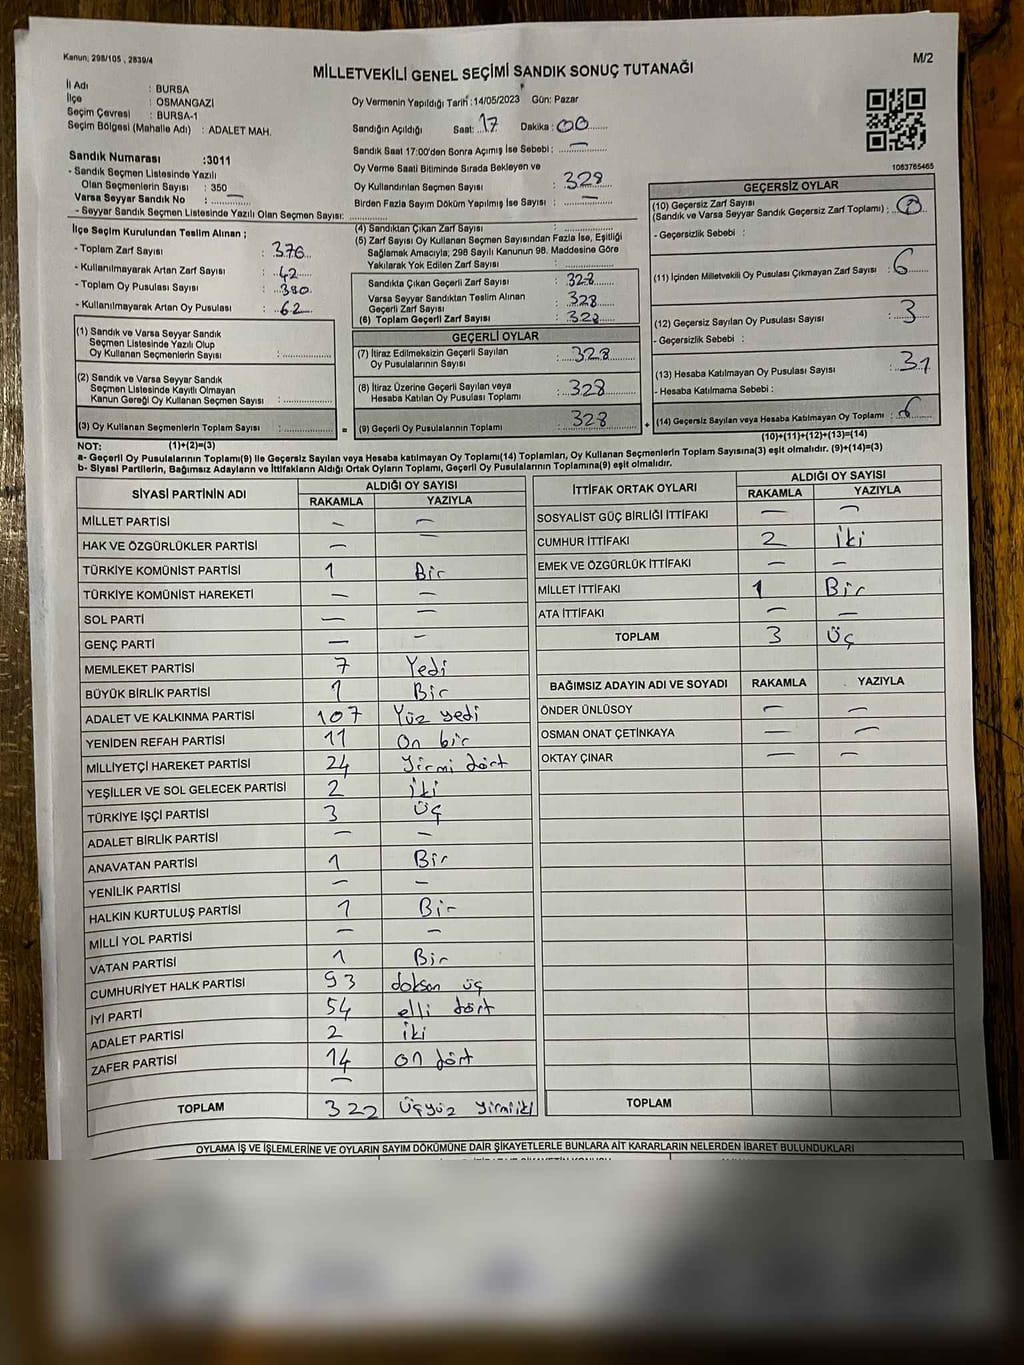 Kanun, 298/105 , 2839/4
M/2
MİLLETVEKİLİ GENEL SEÇİMİ SANDIK SONUÇ TUTANAĞI
İl Adı : BURSA
İlçe : OSMANGAZİ
Seçim Çevresi : BURSA-1
Seçim Bölgesi (Mahalle Adı) : ADALET MAH.
Sandık Numarası :3011
- Sandık Seçmen Listesinde Yazılı
Olan Seçmenlerin Sayısı : 350
Varsa Seyyar Sandık No : —
- Seyyar Sandık Seçmen Listesinde Yazılı Olan Seçmen Sayısı:
Oy Vermenin Yapıldığı Tarih :14/05/2023 Gün: Pazar
Sandığın Açıldığı Saat: 17 Dakika : 00
Sandık Saat 17:00'den Sonra Açımış İse Sebebi : —
Oy Verme Saati Bitiminde Sırada Bekleyen ve
Oy Kullandırılan Seçmen Sayısı : 328
Birden Fazla Sayım Döküm Yapılmış İse Sayısı : —
1063765465
İlçe Seçim Kurulundan Teslim Alınan ;
- Toplam Zarf Sayısı : 376
- Kullanılmayarak Artan Zarf Sayısı : 42
- Toplam Oy Pusulası Sayısı : 390
- Kullanılmayarak Artan Oy Pusulası : 62
(1) Sandık ve Varsa Seyyar Sandık
Seçmen Listesinde Yazılı Olup
Oy Kullanan Seçmenlerin Sayısı :
(2) Sandık ve Varsa Seyyar Sandık
Seçmen Listesinde Kayıtlı Olmayan
Kanun Gereği Oy Kullanan Seçmen Sayısı :
(3) Oy Kullanan Seçmenlerin Toplam Sayısı :
(4) Sandıktan Çıkan Zarf Sayısı :
(5) Zarf Sayısı Oy Kullanan Seçmen Sayısından Fazla İse, Eşitliği
Sağlamak Amacıyla; 298 Sayılı Kanunun 98. Maddesine Göre
Yakılarak Yok Edilen Zarf Sayısı :
Sandıkta Çıkan Geçerli Zarf Sayısı : 328
Varsa Seyyar Sandıktan Teslim Alınan
Geçerli Zarf Sayısı : 328
(6) Toplam Geçerli Zarf Sayısı : 328
GEÇERLİ OYLAR
(7) İtiraz Edilmeksizin Geçerli Sayılan
Oy Pusulalarının Sayısı : 328
(8) İtiraz Üzerine Geçerli Sayılan veya
Hesaba Katılan Oy Pusulası Toplamı : 328
= (9) Geçerli Oy Pusulalarının Toplamı : 328
GEÇERSİZ OYLAR
(10) Geçersiz Zarf Sayısı
(Sandık ve Varsa Seyyar Sandık Geçersiz Zarf Toplamı) :
- Geçersizlik Sebebi :
(11) İçinden Milletvekili Oy Pusulası Çıkmayan Zarf Sayısı : 6
(12) Geçersiz Sayılan Oy Pusulası Sayısı : 3
- Geçersizlik Sebebi :
(13) Hesaba Katılmayan Oy Pusulası Sayısı : 31
- Hesaba Katılmama Sebebi :
+ (14) Geçersiz Sayılan veya Hesaba Katılmayan Oy Toplamı : 6
NOT: (1)+(2)=(3)
(10)+(11)+(12)+(13)=(14)
a- Geçerli Oy Pusulalarının Toplamı(9) ile Geçersiz Sayılan veya Hesaba katılmayan Oy Toplamı(14) Toplamları, Oy Kullanan Seçmenlerin Toplam Sayısına(3) eşit olmalıdır. (9)+(14)=(3)
b- Siyasi Partilerin, Bağımsız Adayların ve İttifakların Aldığı Ortak Oyların Toplamı, Geçerli Oy Pusulalarının Toplamına(9) eşit olmalıdır.
SİYASİ PARTİNİN ADI
ALDIĞI OY SAYISI
RAKAMLA YAZIYLA
MİLLET PARTİSİ — —
HAK VE ÖZGÜRLÜKLER PARTİSİ — —
TÜRKİYE KOMÜNİST PARTİSİ 1 Bir
TÜRKİYE KOMÜNİST HAREKETİ — —
SOL PARTİ — —
GENÇ PARTİ — —
MEMLEKET PARTİSİ 7 Yedi
BÜYÜK BİRLİK PARTİSİ 1 Bir
ADALET VE KALKINMA PARTİSİ 107 Yüz yedi
YENİDEN REFAH PARTİSİ 11 On bir
MİLLİYETÇİ HAREKET PARTİSİ 24 Yirmi dört
YEŞİLLER VE SOL GELECEK PARTİSİ 2 iki
TÜRKİYE İŞÇİ PARTİSİ 3 Üç
ADALET BİRLİK PARTİSİ — —
ANAVATAN PARTİSİ 1 Bir
YENİLİK PARTİSİ — —
HALKIN KURTULUŞ PARTİSİ 1 Bir
MİLLİ YOL PARTİSİ — —
VATAN PARTİSİ 1 Bir
CUMHURİYET HALK PARTİSİ 93 doksan üç
İYİ PARTİ 54 elli dört
ADALET PARTİSİ 2 iki
ZAFER PARTİSİ 14 on dört
—
TOPLAM 322 Üçyüz yirmiiki
İTTİFAK ORTAK OYLARI
ALDIĞI OY SAYISI
RAKAMLA YAZIYLA
SOSYALİST GÜÇ BİRLİĞİ İTTİFAKI — —
CUMHUR İTTİFAKI 2 iki
EMEK VE ÖZGÜRLÜK İTTİFAKI — —
MİLLET İTTİFAKI 1 Bir
ATA İTTİFAKI — —
TOPLAM 3 Üç
BAĞIMSIZ ADAYIN ADI VE SOYADI RAKAMLA YAZIYLA
ÖNDER ÜNLÜSOY — —
OSMAN ONAT ÇETİNKAYA — —
OKTAY ÇINAR — —
TOPLAM
OYLAMA İŞ VE İŞLEMLERİNE VE OYLARIN SAYIM DÖKÜMÜNE DAİR ŞİKAYETLERLE BUNLARA AİT KARARLARIN NELERDEN İBARET BULUNDUKLARI